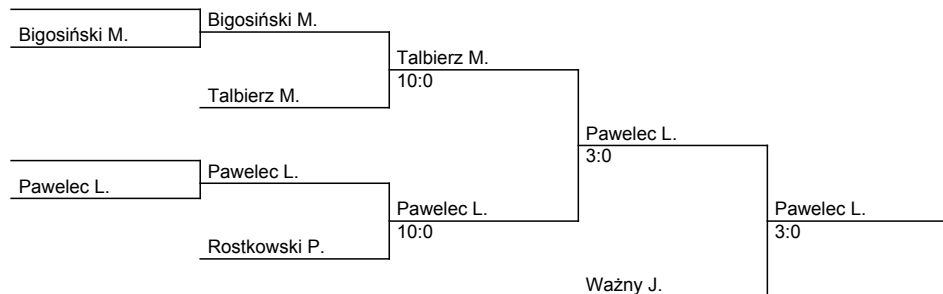 Bigosiński M.
Bigosiński M.
Talbierz M.
10:0
Talbierz M.
Pawelec L.
3:0
Pawelec L.
Pawelec L.
Pawelec L.
10:0
Pawelec L.
3:0
Rostkowski P.
Ważny J.